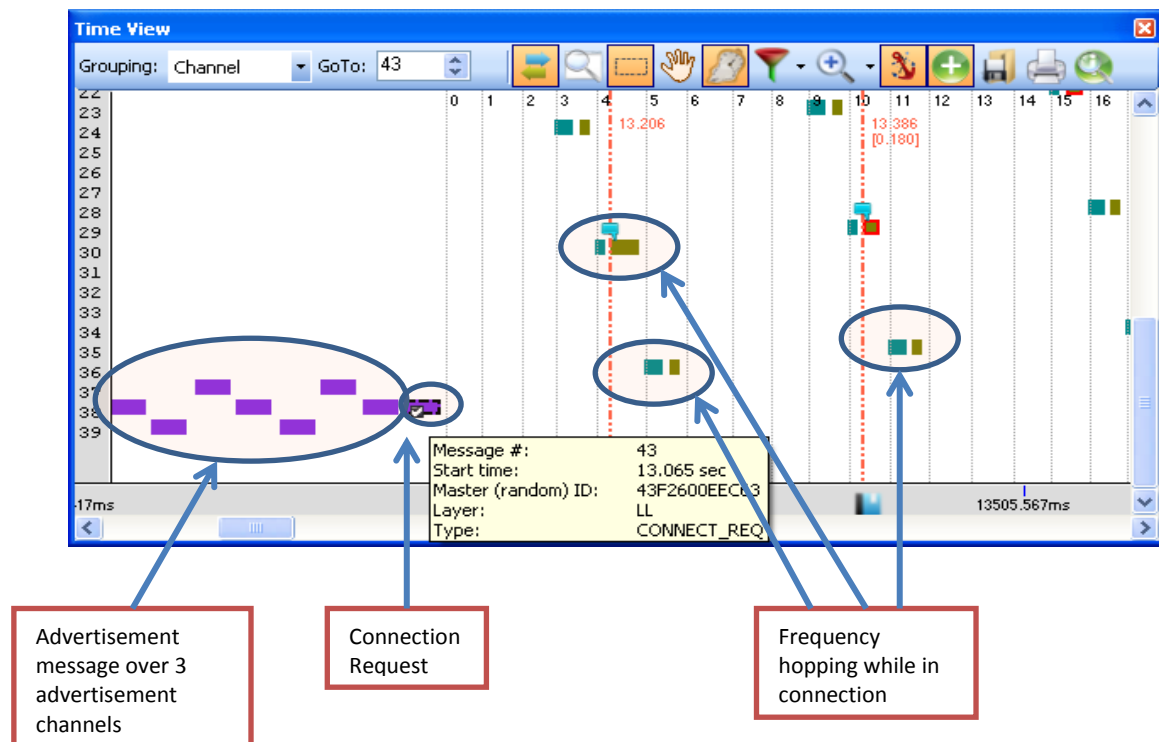 Time View
Grouping: Channel GoTo: 43
22
23
24
25
26
27
28
29
30
31
32
33
34
35
36
37
38
39
0 1 2 3 4 5 6 7 8 9 10 11 12 13 14 15 16
13.206
13.386
[0.180]
Message #: 43
Start time: 13.065 sec
Master (random) ID:
Layer: LL
Type: CONNECT_REQ
17ms
13505.567ms
Advertisement
message over 3
advertisement
channels
Connection
Request
Frequency
hopping while in
connection